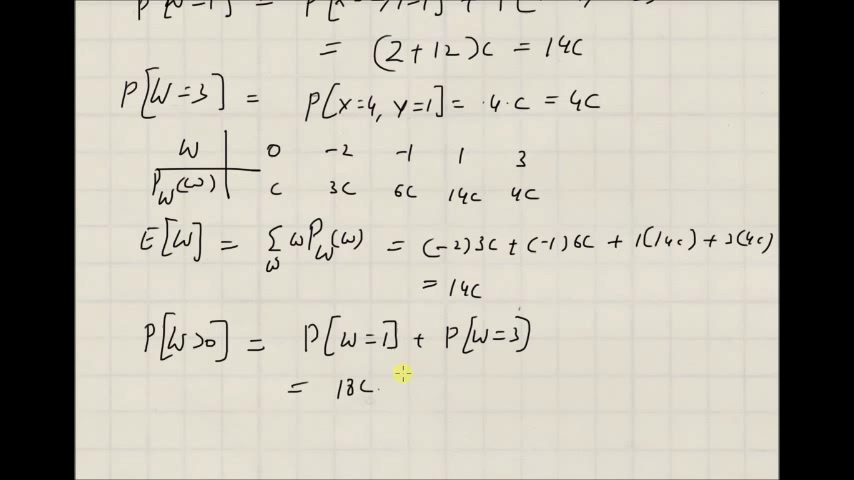 = (2+12)C = 14C
P[W=3] = P[X=4, Y=1] = ·4·C = 4C
W 0 -2 -1 1 3
P_W(ω) C 3C 6C 14C 4C
E[W] = Σ_ω ωP_W(ω) = (-2)3C + (-1)6C + 1(14C) + 3(4C)
= 14C
P[W>0] = P[W=1] + P[W=3)
= 18C.